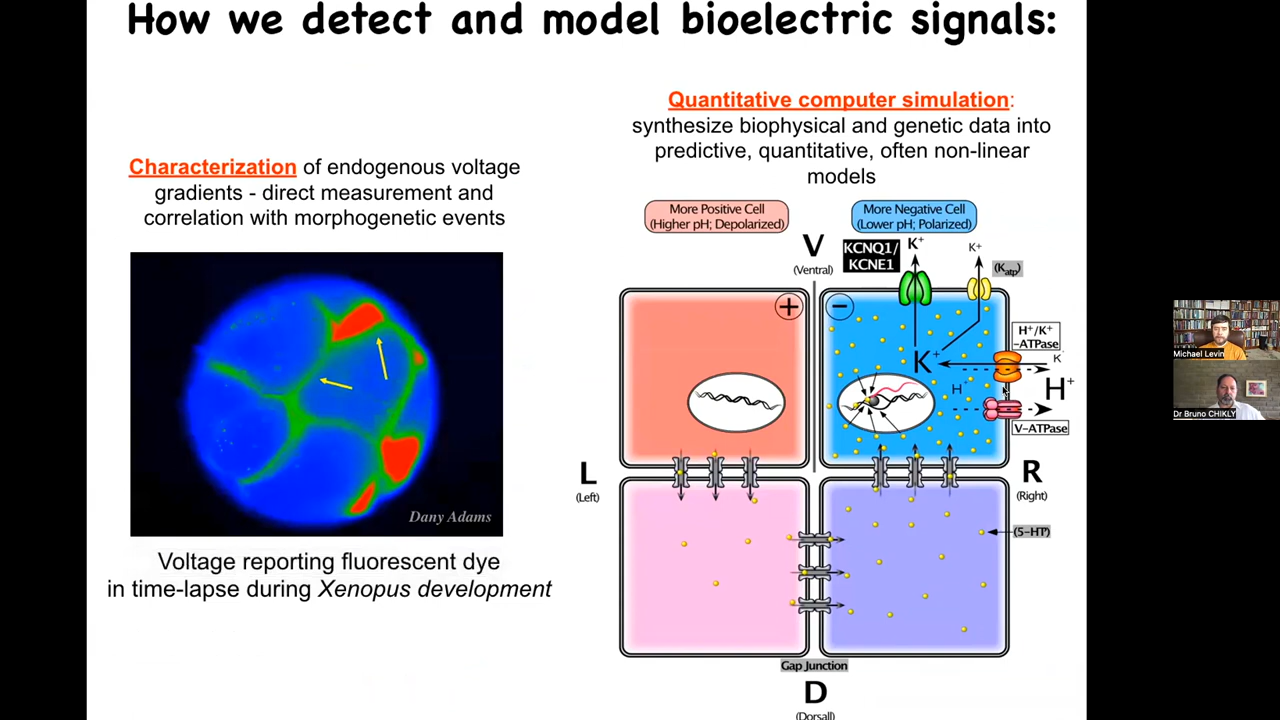 How we detect and model bioelectric signals:
Characterization of endogenous voltage
gradients - direct measurement and
correlation with morphogenetic events
Dany Adams
Voltage reporting fluorescent dye
in time-lapse during Xenopus development
Quantitative computer simulation:
synthesize biophysical and genetic data into
predictive, quantitative, often non-linear
models
More Positive Cell
(Higher pH; Depolarized)
More Negative Cell
(Lower pH; Polarized)
V
(Ventral)
KCNQ1/
KCNE1
K+
K+
(Katp)
+
−
H+/K+
-ATPase
K+
K
H+
H+
V-ATPase
L
(Left)
R
(Right)
(5-HT)
Gap Junction
D
(Dorsal)
Michael Levin
Dr Bruno CHIKLY